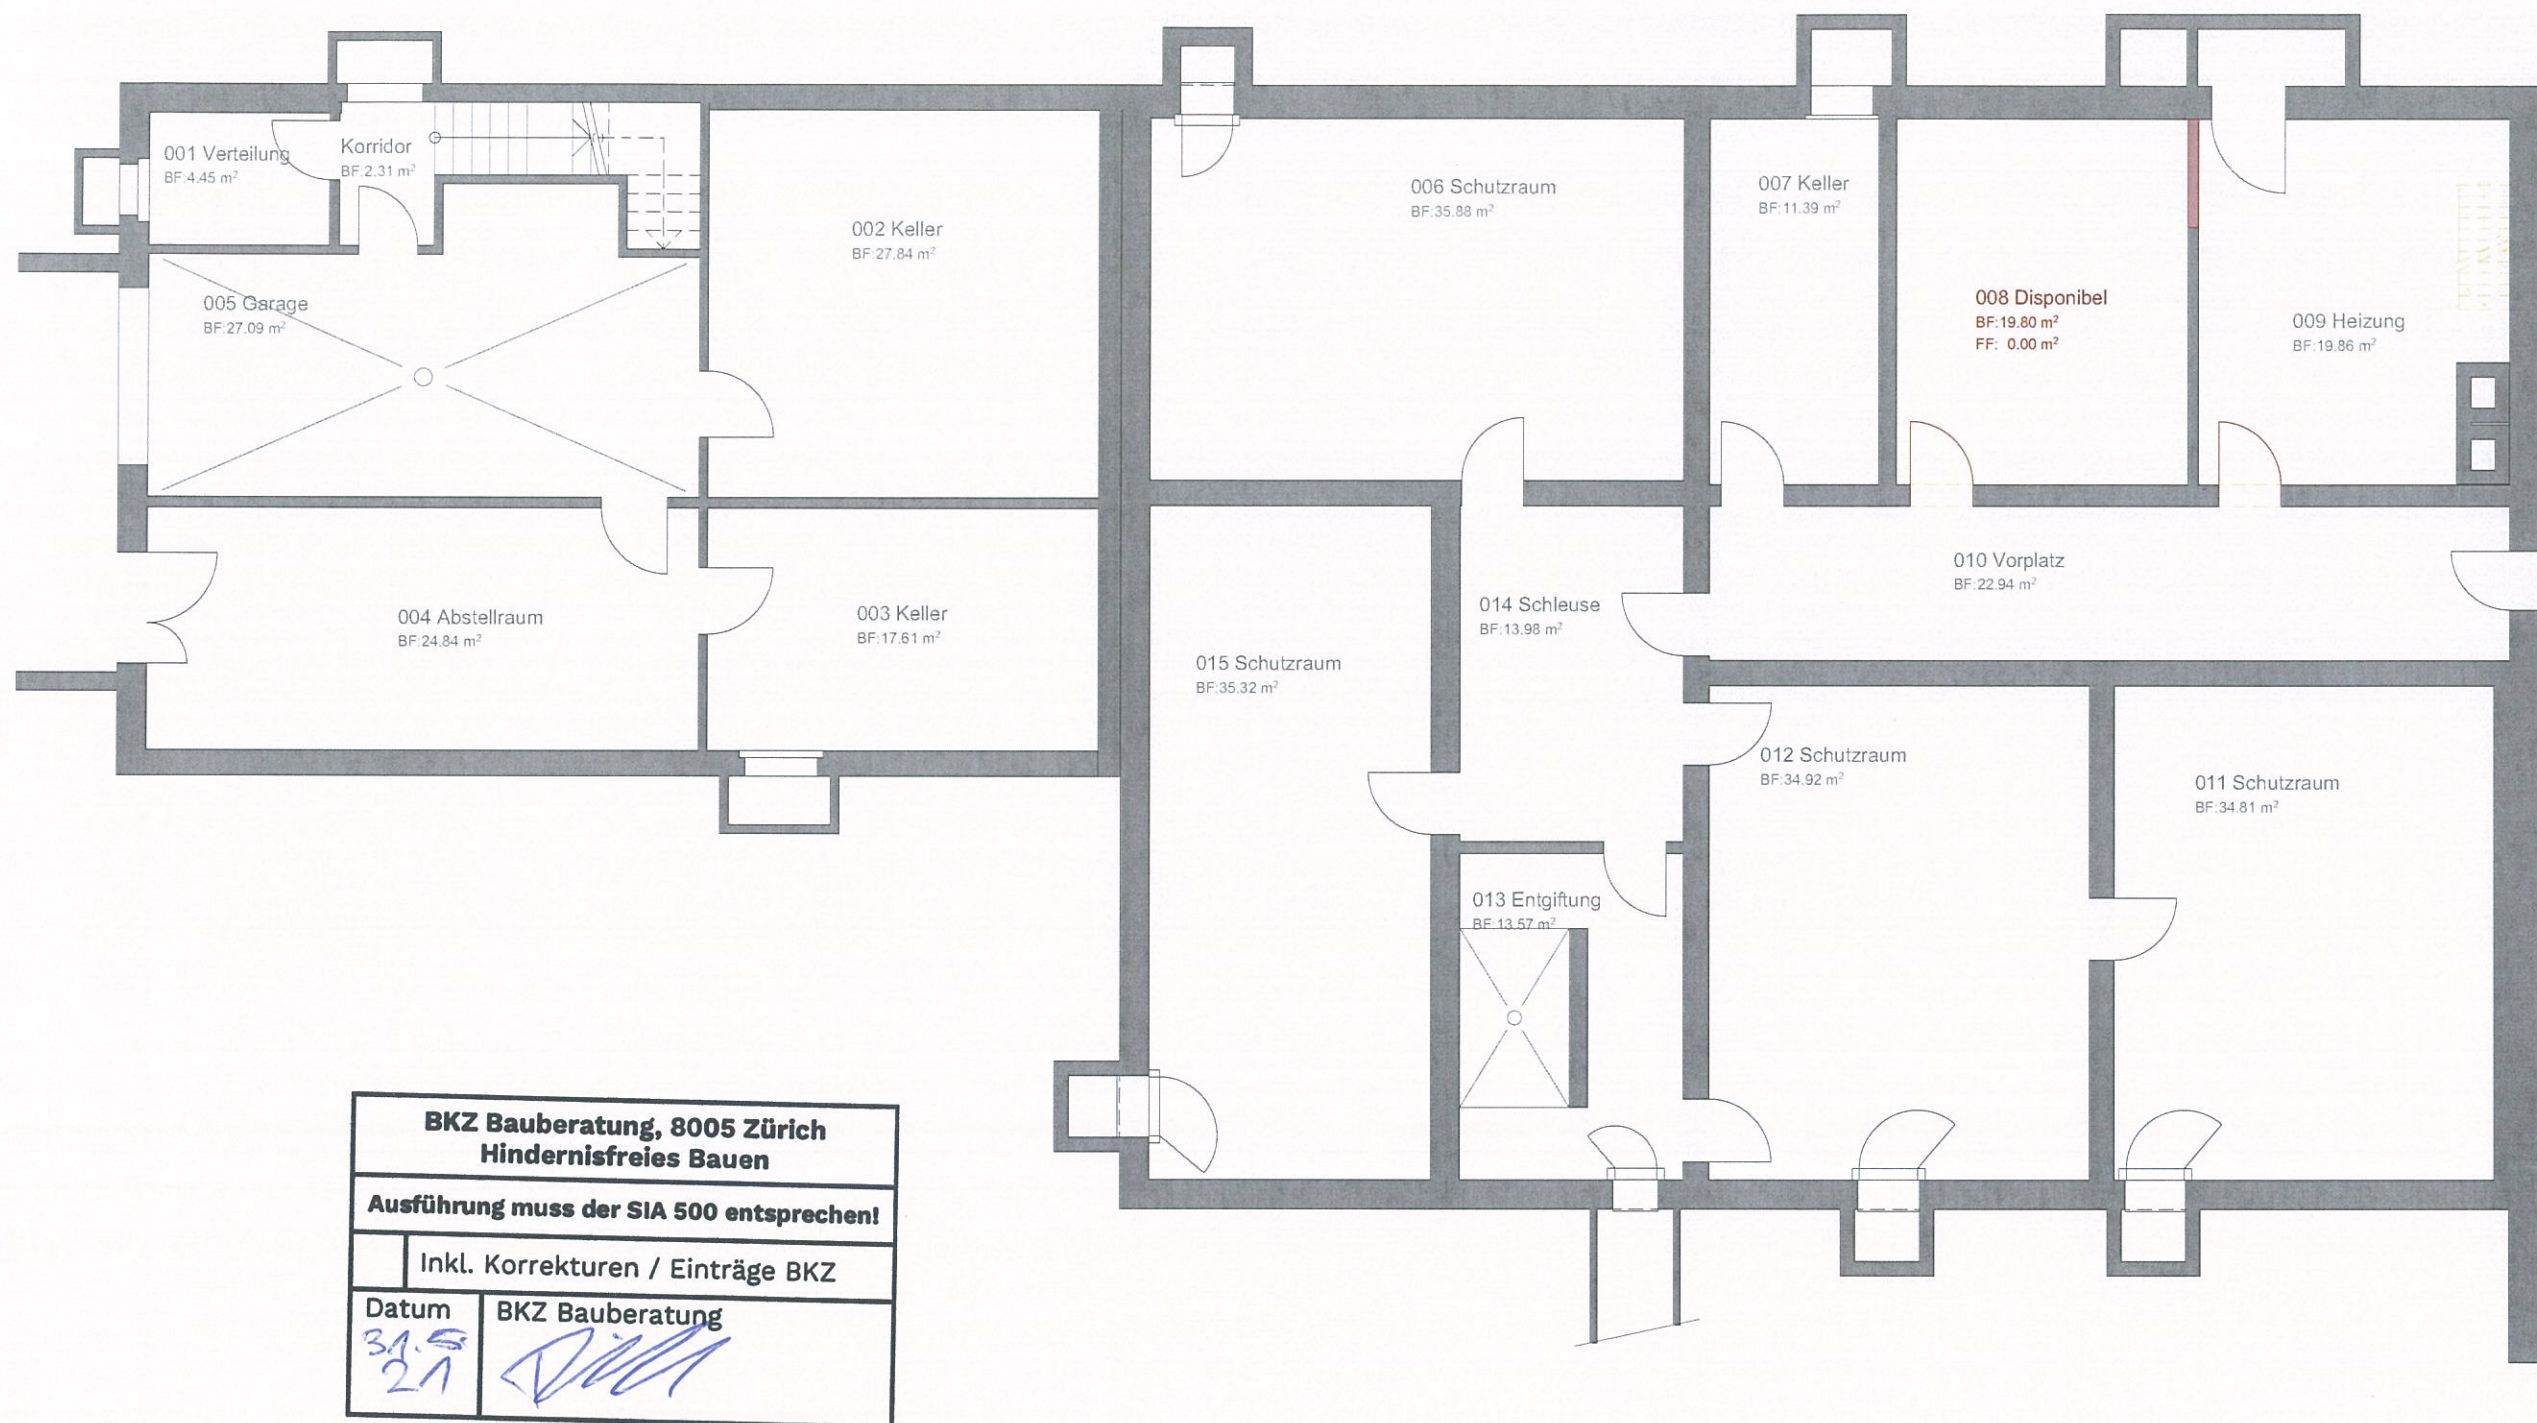 001 Verteilung
BF:4.45 m²
Korridor
BF:2.31 m²
002 Keller
BF:27.84 m²
005 Garage
BF:27.09 m²
004 Abstellraum
BF:24.84 m²
003 Keller
BF:17.61 m²
006 Schutzraum
BF:35.88 m²
007 Keller
BF:11.39 m²
008 Disponibel
BF:19.80 m²
FF: 0.00 m²
009 Heizung
BF:19.86 m²
010 Vorplatz
BF:22.94 m²
014 Schleuse
BF:13.98 m²
015 Schutzraum
BF:35.32 m²
012 Schutzraum
BF:34.92 m²
011 Schutzraum
BF:34.81 m²
013 Entgiftung
BF:13.57 m²
BKZ Bauberatung, 8005 Zürich
Hindernisfreies Bauen
Ausführung muss der SIA 500 entsprechen!
Inkl. Korrekturen / Einträge BKZ
Datum
31.5
21
BKZ Bauberatung